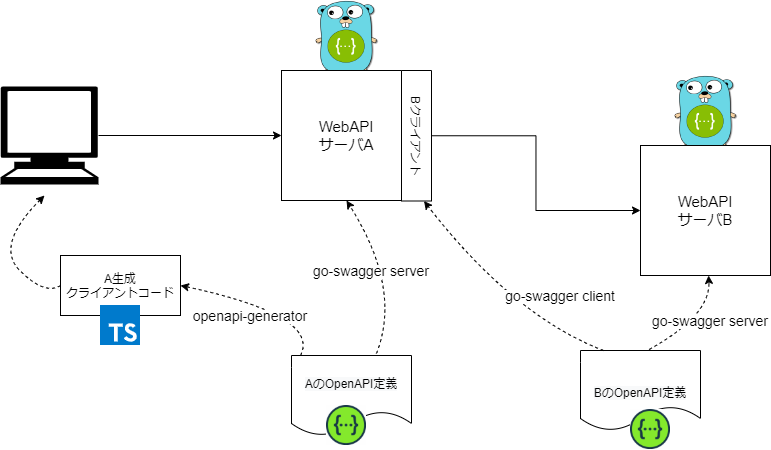 {...}
WebAPI
サーバA
Bクライアント
{...}
WebAPI
サーバB
A生成
クライアントコード
TS
go-swagger server
openapi-generator
go-swagger client
go-swagger server
AのOpenAPI定義
{...}
BのOpenAPI定義
{...}